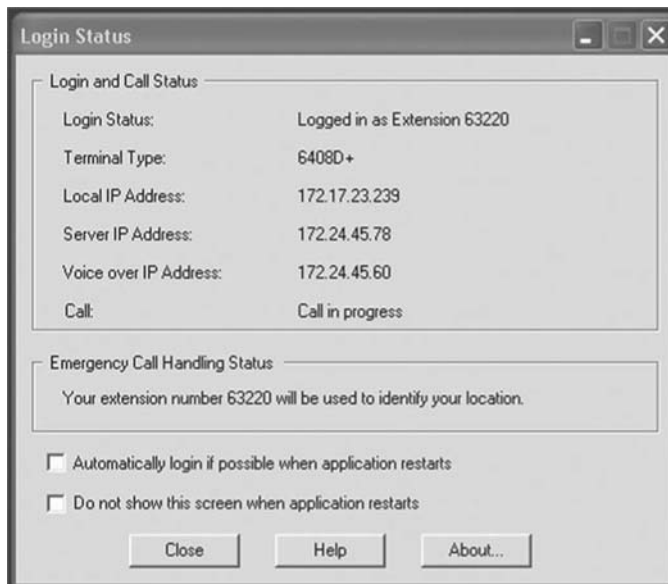 Login Status
Login and Call Status
Login Status: Logged in as Extension 63220
Terminal Type: 6408D+
Local IP Address: 172.17.23.239
Server IP Address: 172.24.45.78
Voice over IP Address: 172.24.45.60
Call: Call in progress
Emergency Call Handling Status
Your extension number 63220 will be used to identify your location.
Automatically login if possible when application restarts
Do not show this screen when application restarts
Close Help About...